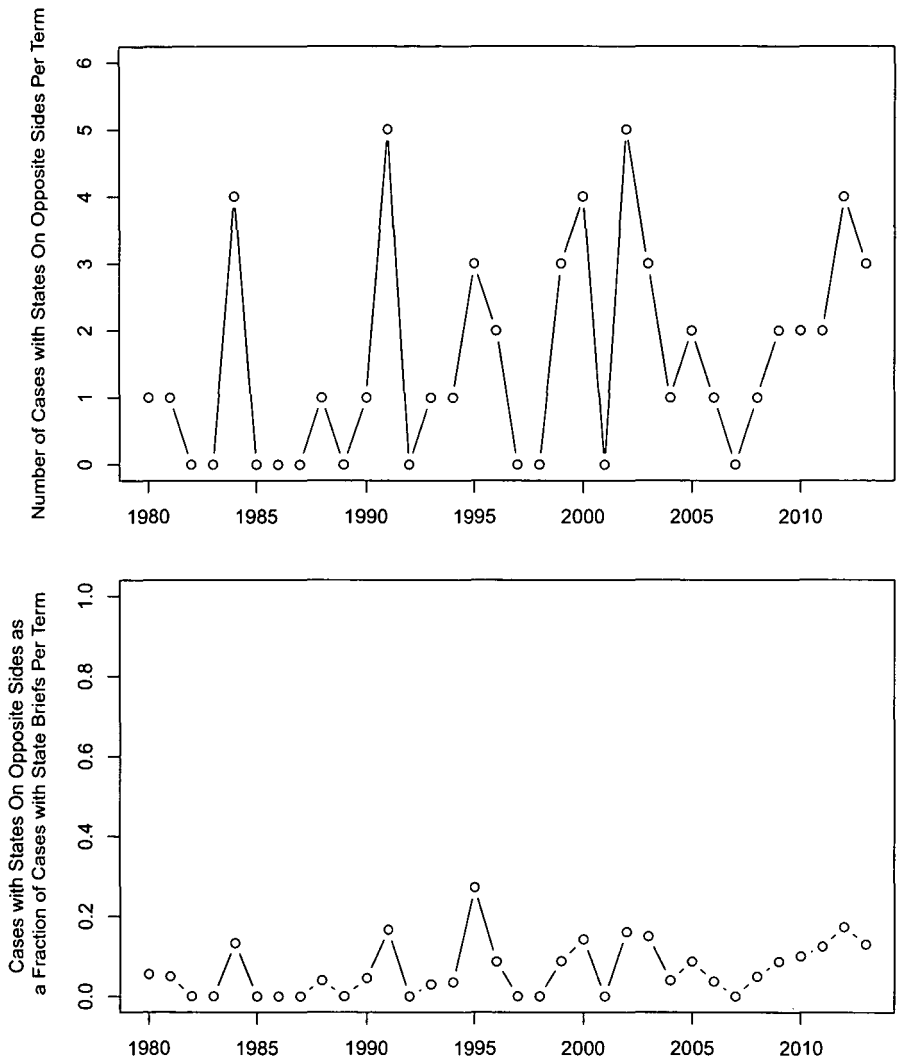 Number of Cases with States On Opposite Sides Per Term
6
5
4
3
2
1
0
1980 1985 1990 1995 2000 2005 2010
Cases with States On Opposite Sides as
a Fraction of Cases with State Briefs Per Term
1.0
0.8
0.6
0.4
0.2
0.0
1980 1985 1990 1995 2000 2005 2010